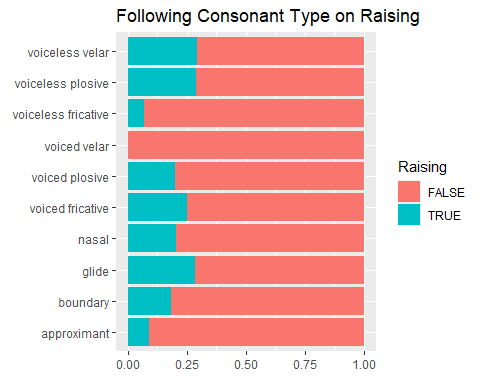 Following Consonant Type on Raising
voiceless velar
voiceless plosive
voiceless fricative
voiced velar
voiced plosive
voiced fricative
nasal
glide
boundary
approximant
0.00 0.25 0.50 0.75 1.00
Raising
FALSE
TRUE